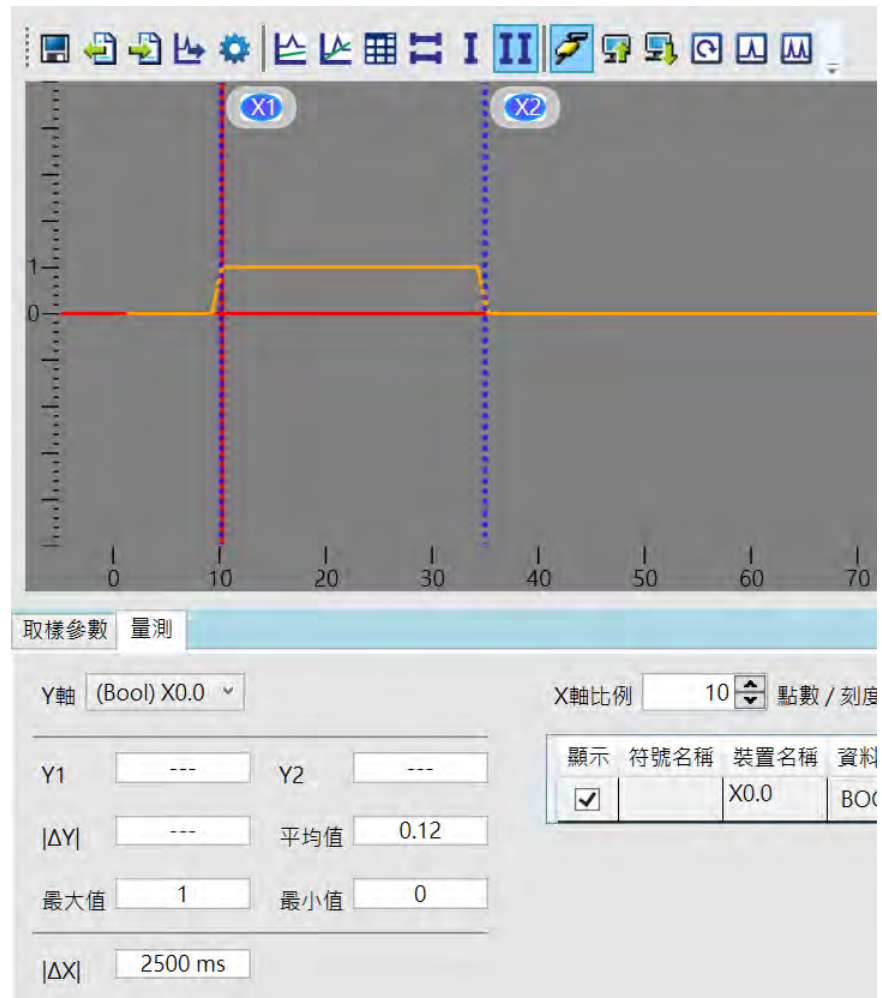 X1 X2
1
0
0 10 20 30 40 50 60 70
取樣參數 量測
Y軸 (Bool) X0.0
X軸比例 10 點數 / 刻度
Y1 --- Y2 ---
|ΔY| --- 平均值 0.12
最大值 1 最小值 0
|ΔX| 2500 ms
顯示 符號名稱 裝置名稱 資料
X0.0 BOO